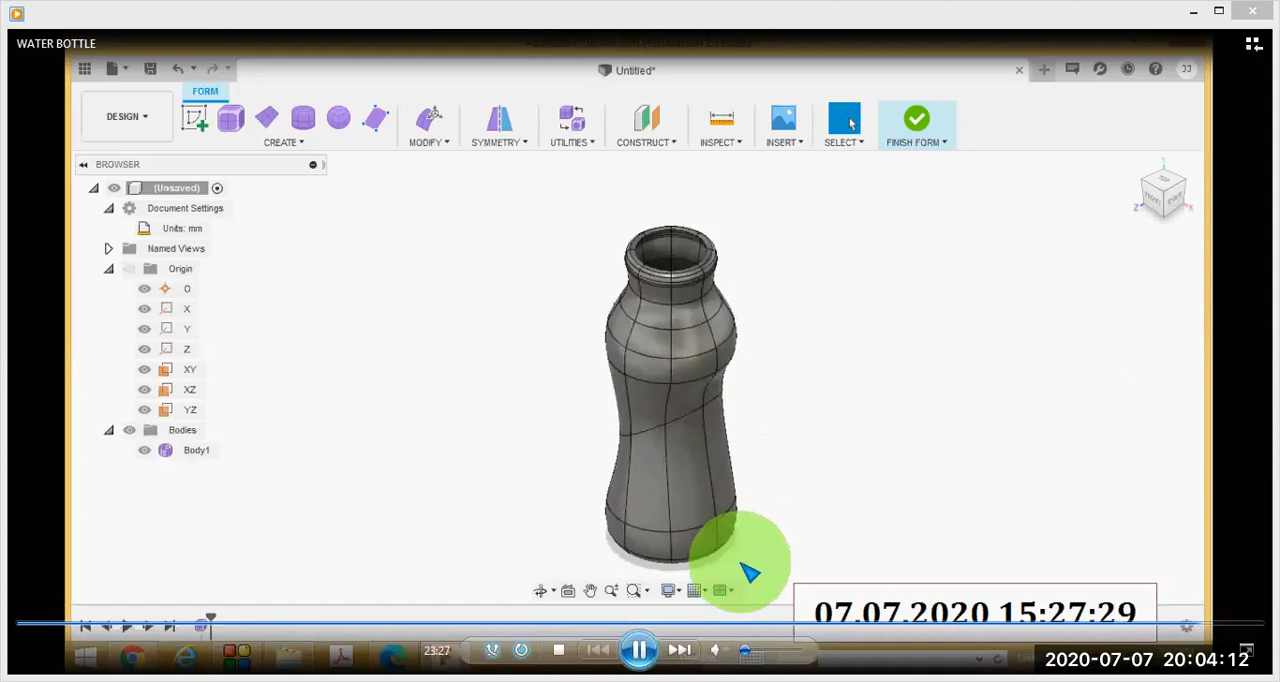 WATER BOTTLE
Untitled*
JJ
FORM
DESIGN
CREATE
MODIFY
SYMMETRY
UTILITIES
CONSTRUCT
INSPECT
INSERT
SELECT
FINISH FORM
BROWSER
(Unsaved)
Document Settings
Units: mm
Named Views
Origin
O
X
Y
Z
XY
XZ
YZ
Bodies
Body1
TOP
Y
Z
X
07.07.2020 15:27:29
23:27
2020-07-07 20:04:12